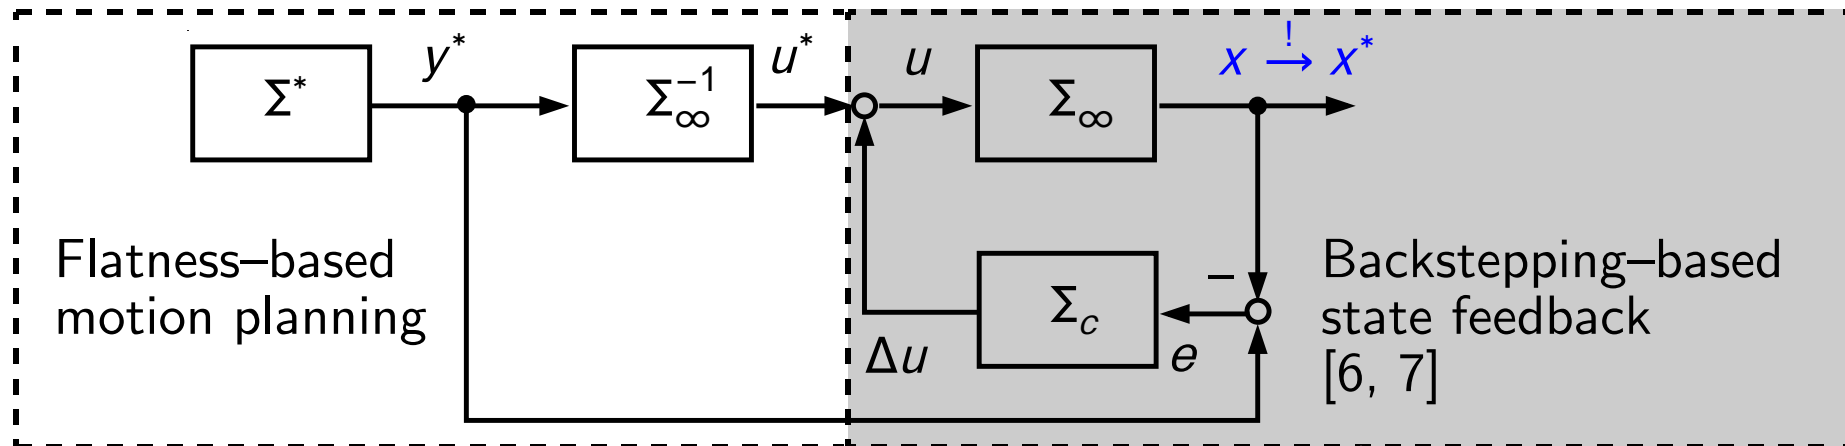 Σ*
y*
Σ∞⁻¹
u*
u
Σ∞
x →! x*
Flatness–based
motion planning
Σc
−
e
Δu
Backstepping–based
state feedback
[6, 7]